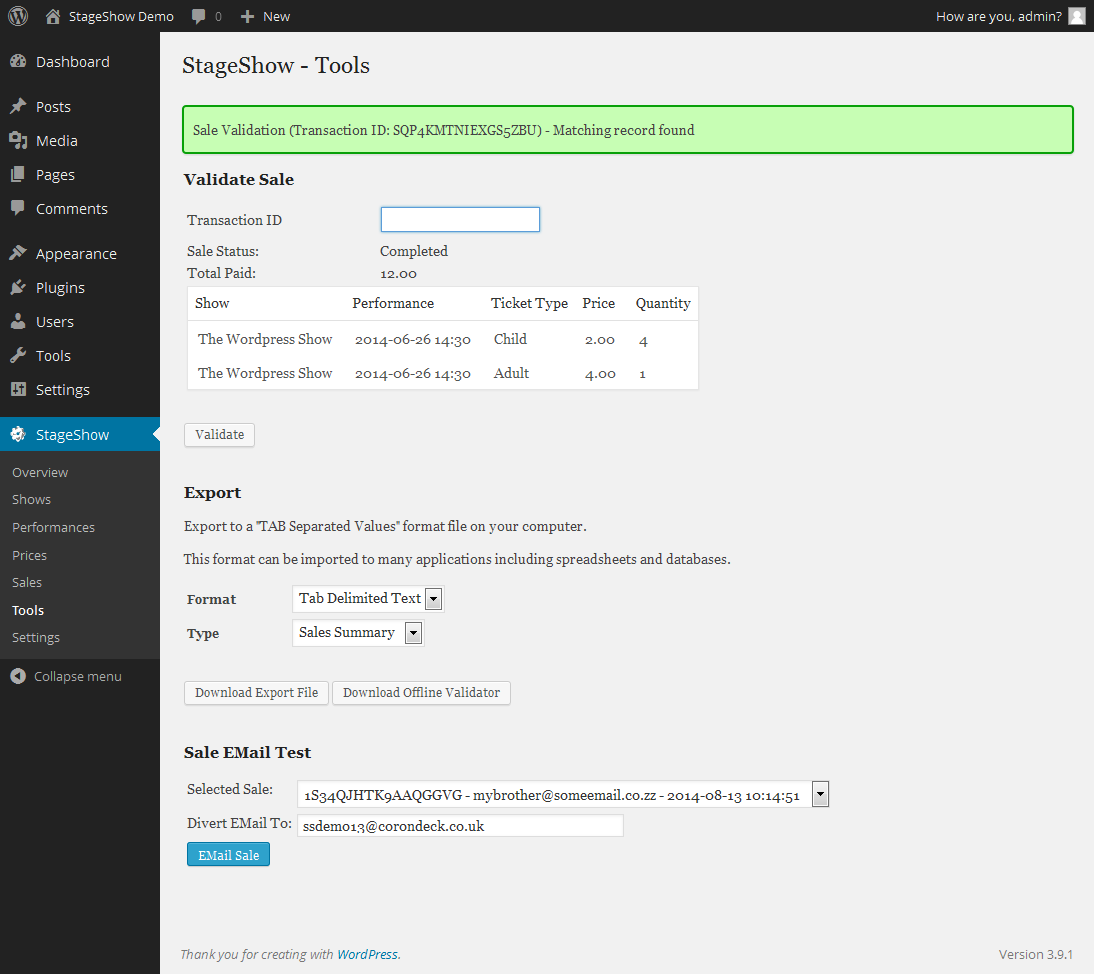 StageShow Demo 0 New How are you, admin?
Dashboard
Posts
Media
Pages
Comments
Appearance
Plugins
Users
Tools
Settings
StageShow
Overview
Shows
Performances
Prices
Sales
Tools
Settings
Collapse menu
StageShow - Tools
Sale Validation (Transaction ID: SQP4KMTNIEXGS5ZBU) - Matching record found
Validate Sale
Transaction ID
Sale Status: Completed
Total Paid: 12.00
Show Performance Ticket Type Price Quantity
The Wordpress Show 2014-06-26 14:30 Child 2.00 4
The Wordpress Show 2014-06-26 14:30 Adult 4.00 1
Validate
Export
Export to a "TAB Separated Values" format file on your computer.
This format can be imported to many applications including spreadsheets and databases.
Format Tab Delimited Text
Type Sales Summary
Download Export File Download Offline Validator
Sale EMail Test
Selected Sale: 1S34QJHTK9AAQGGVG - mybrother@someemail.co.zz - 2014-08-13 10:14:51
Divert EMail To: ssdemo13@corondeck.co.uk
EMail Sale
Thank you for creating with WordPress. Version 3.9.1